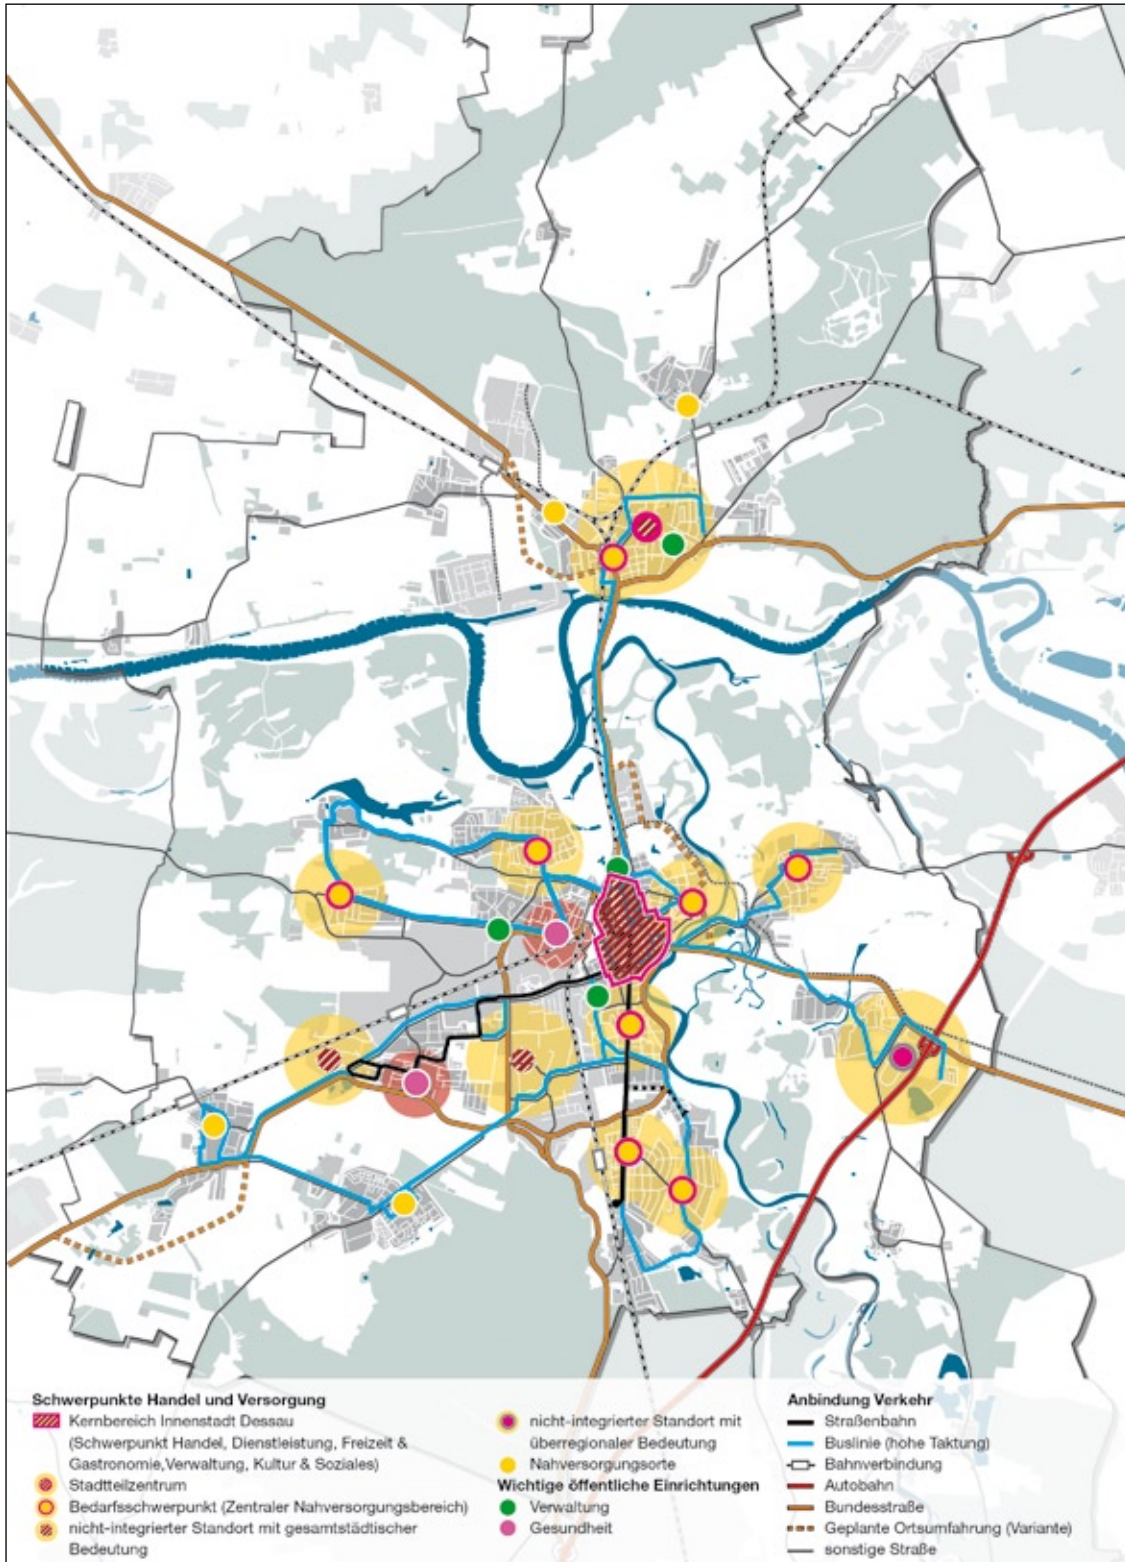 Schwerpunkte Handel und Versorgung
Kernbereich Innenstadt Dessau
(Schwerpunkt Handel, Dienstleistung, Freizeit &
Gastronomie,Verwaltung, Kultur & Soziales)
Stadtteilzentrum
Bedarfsschwerpunkt (Zentraler Nahversorgungsbereich)
nicht-integrierter Standort mit gesamtstädtischer
Bedeutung
nicht-integrierter Standort mit
überregionaler Bedeutung
Nahversorgungsorte
Wichtige öffentliche Einrichtungen
Verwaltung
Gesundheit
Anbindung Verkehr
Straßenbahn
Buslinie (hohe Taktung)
Bahnverbindung
Autobahn
Bundesstraße
Geplante Ortsumfahrung (Variante)
sonstige Straße